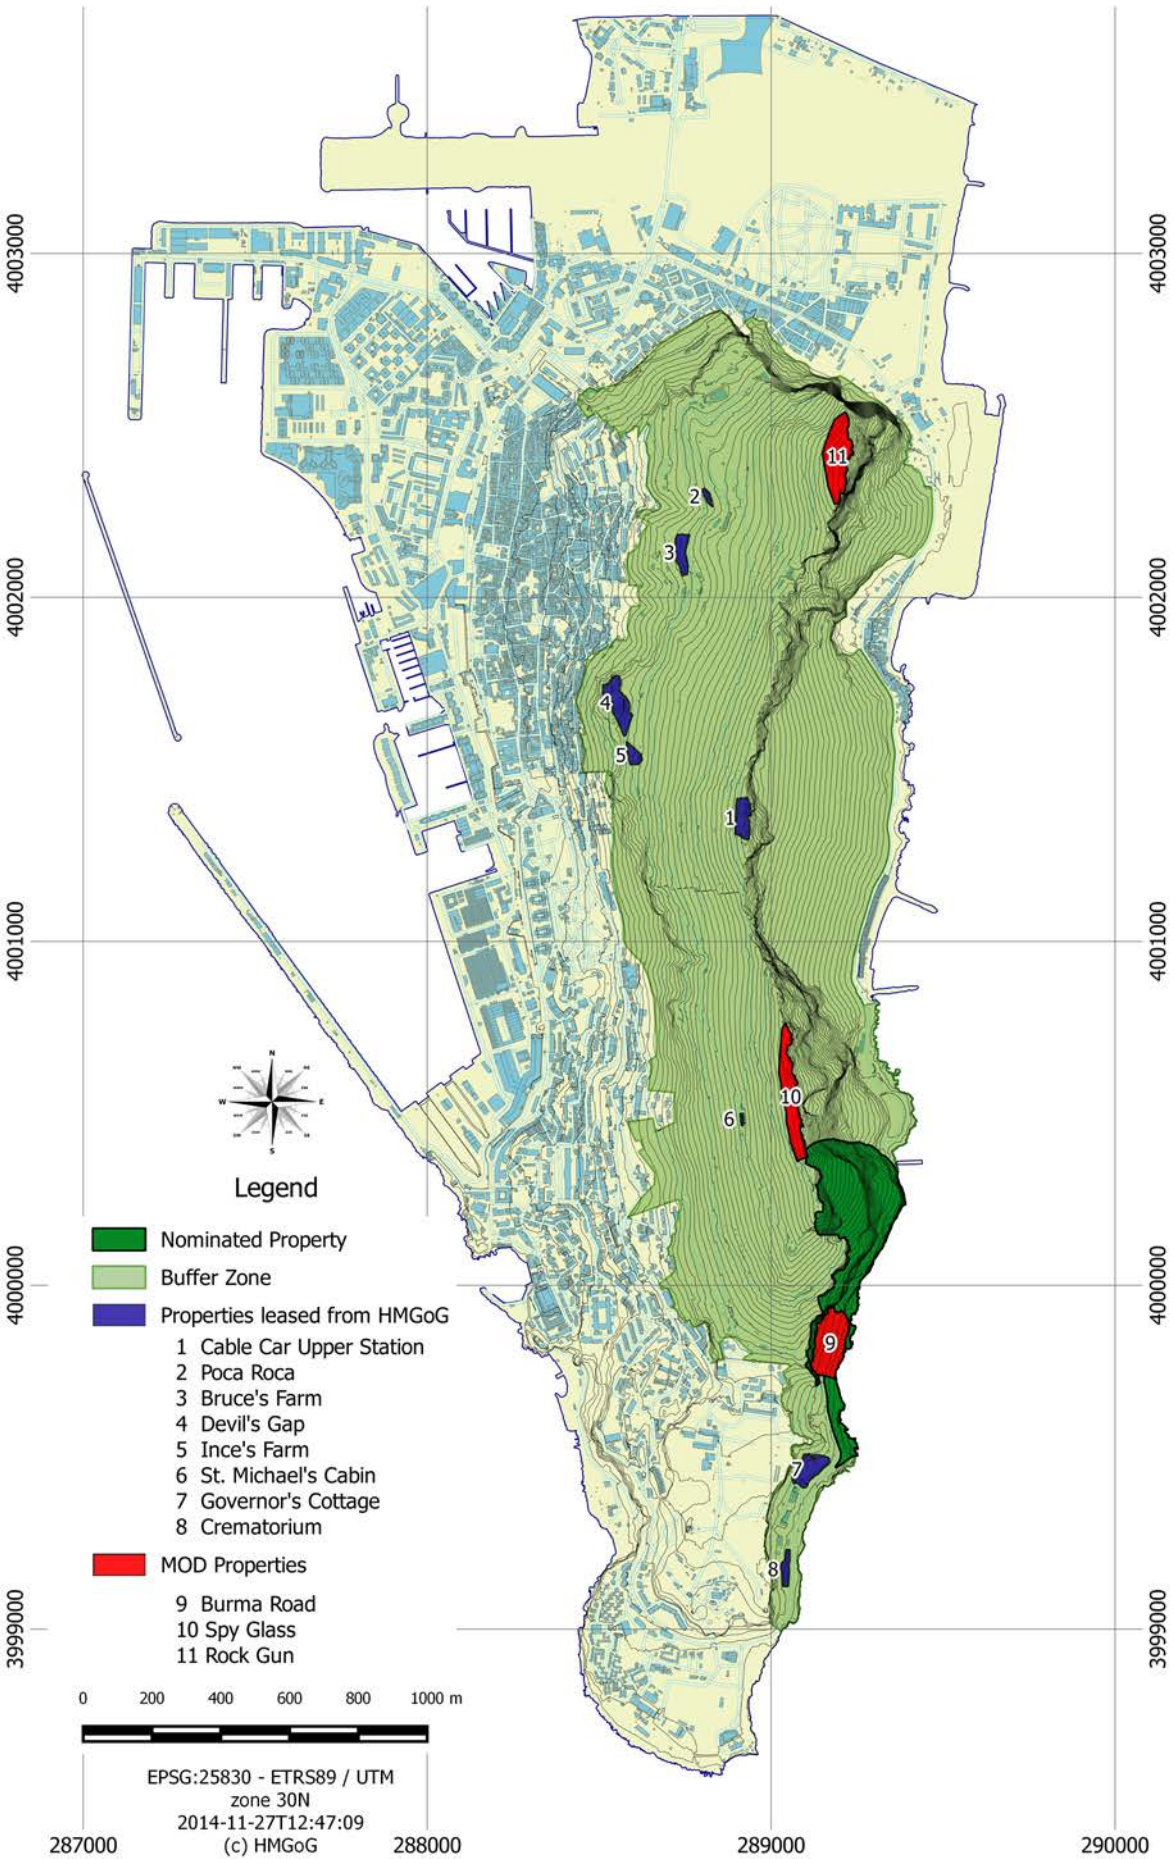 4003000
4003000
11
2
3
4002000
4002000
4
5
1
4001000
4001000
N
W
E
S
10
6
Legend
Nominated Property
Buffer Zone
Properties leased from HMGoG
1 Cable Car Upper Station
2 Poca Roca
3 Bruce's Farm
4 Devil's Gap
5 Ince's Farm
6 St. Michael's Cabin
7 Governor's Cottage
8 Crematorium
MOD Properties
9 Burma Road
10 Spy Glass
11 Rock Gun
4000000
4000000
9
7
8
3999000
3999000
0 200 400 600 800 1000 m
EPSG:25830 - ETRS89 / UTM
zone 30N
2014-11-27T12:47:09
(c) HMGoG
287000
288000
289000
290000